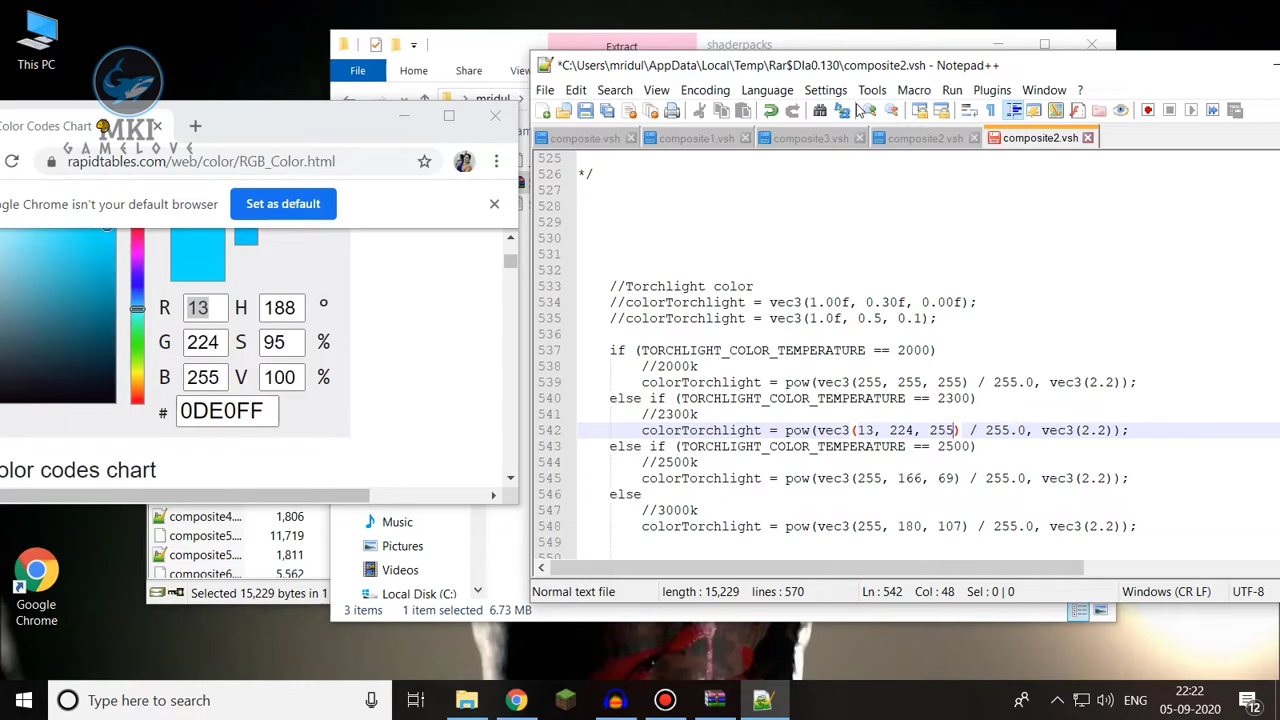 This PC
Color Codes Chart
MKI
GAMELOVE
rapidtables.com/web/color/RGB_Color.html
gle Chrome isn't your default browser
Set as default
R 13 H 188 °
G 224 S 95 %
B 255 V 100 %
# 0DE0FF
olor codes chart
composite4.... 1,806
composite5.... 11,719
composite5.... 1,811
composite6.... 5,562
Selected 15,229 bytes in 1
Extract
shaderpacks
File Home Share
mridul
Music
Pictures
Videos
Local Disk (C:)
3 items 1 item selected 6.73 MB
*C:\Users\mridul\AppData\Local\Temp\Rar$DIa0.130\composite2.vsh - Notepad++
File Edit Search View Encoding Language Settings Tools Macro Run Plugins Window ?
composite.vsh composite1.vsh composite3.vsh composite2.vsh composite2.vsh
525
526 */
527
528
529
530
531
532
533 //Torchlight color
534 //colorTorchlight = vec3(1.00f, 0.30f, 0.00f);
535 //colorTorchlight = vec3(1.0f, 0.5, 0.1);
536
537 if (TORCHLIGHT_COLOR_TEMPERATURE == 2000)
538 //2000k
539 colorTorchlight = pow(vec3(255, 255, 255) / 255.0, vec3(2.2));
540 else if (TORCHLIGHT_COLOR_TEMPERATURE == 2300)
541 //2300k
542 colorTorchlight = pow(vec3(13, 224, 255) / 255.0, vec3(2.2));
543 else if (TORCHLIGHT_COLOR_TEMPERATURE == 2500)
544 //2500k
545 colorTorchlight = pow(vec3(255, 166, 69) / 255.0, vec3(2.2));
546 else
547 //3000k
548 colorTorchlight = pow(vec3(255, 180, 107) / 255.0, vec3(2.2));
549
550
Normal text file length : 15,229 lines : 570 Ln : 542 Col : 48 Sel : 0 | 0 Windows (CR LF) UTF-8
Google
Chrome
Type here to search
ENG
22:22
05-09-2020
12